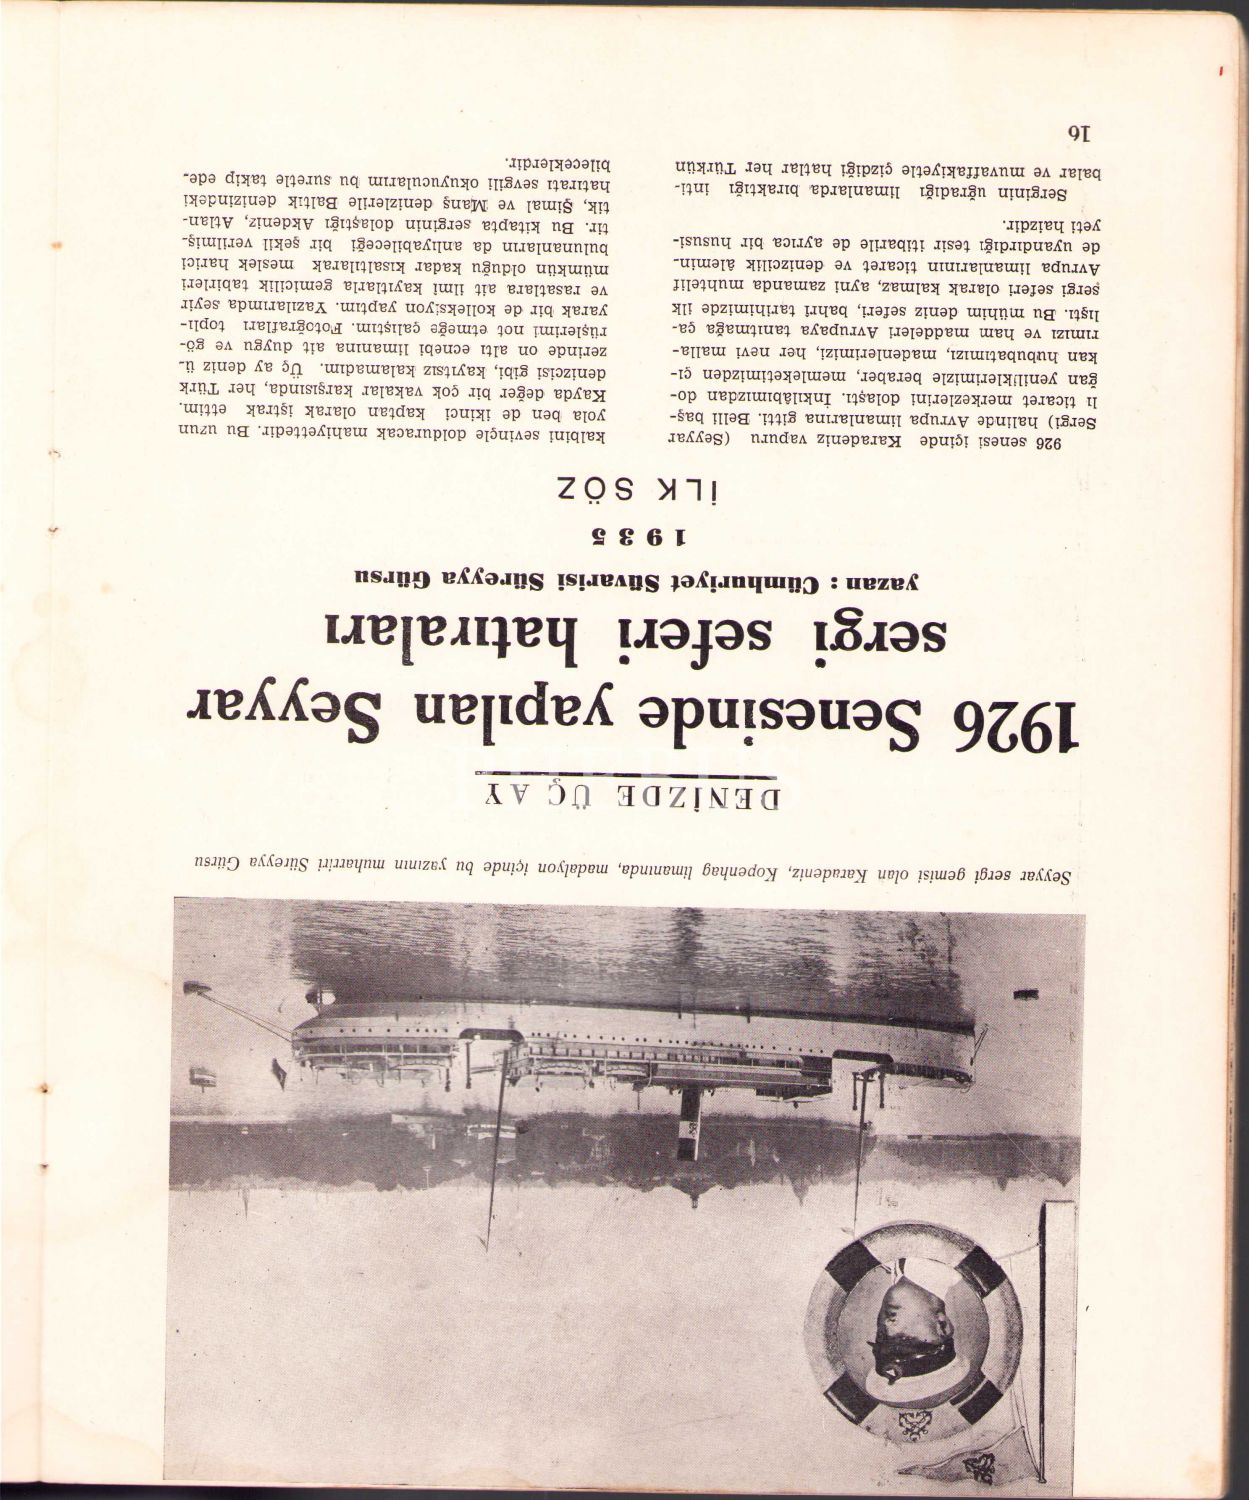 Seyyar sergi gemisi olan Karadeniz, Kopenhag limanında, madalyon içinde bu yazının muharriri Süreyya Gürsu
DENİZDE ÜÇ AY
1926 Senesinde yapılan Seyyar
sergi seferi hatıraları
yazan : Cümhuriyet Süvarisi Süreyya Gürsu
1935
İLK SÖZ
926 senesi içinde Karadeniz vapuru (Seyyar
Sergi) halinde Avrupa limanlarına gitti. Belli baş-
lı ticaret merkezlerini dolaştı. İnkılâbımızdan do-
ğan yeniliklerimizle beraber, memleketimizden çı-
kan hububatımızı, madenlerimizi, her nevi malla-
rımızı ve ham maddeleri Avrupaya tanıtmağa ça-
lıştı. Bu mühim deniz seferi, bahri tarihimizde ilk
sergi seferi olarak kalmaz, ayni zamanda muhtelif
Avrupa limanlarının ticaret ve denizcilik âlemin-
de uyandırdığı tesir itibarile de ayrıca bir hususi-
yeti haizdir.
Serginin uğradığı limanlarda bıraktığı inti-
balar ve muvaffakiyetle çizdiği hatlar her Türkün
kalbini sevinçle dolduracak mahiyettedir. Bu uzun
yola ben de ikinci kaptan olarak iştrak ettim.
Kayda değer bir çok vakalar karşısında, her Türk
denizcisi gibi, kayıtsız kalamadım. Üç ay deniz ü-
zerinde on altı ecnebi limanına ait duygu ve gö-
rüşlerimi not etmeğe çalıştım. Fotoğrafları topli-
yarak bir de kolleksiyon yaptım. Yazılarımda seyir
ve rasatlara ait ilmi kayıtlarla gemicilik tabirleri
mümkün olduğu kadar kısaltılarak meslek harici
bulunanların da anlıyabileceği bir şekil verilmiş-
tir. Bu kitapta serginin dolaştığı Akdeniz, Atlan-
tik, Şimal ve Manş denizlerile Baltık denizindeki
hatıratı sevgili okuyucularım bu suretle takip ede-
bileceklerdir.
16